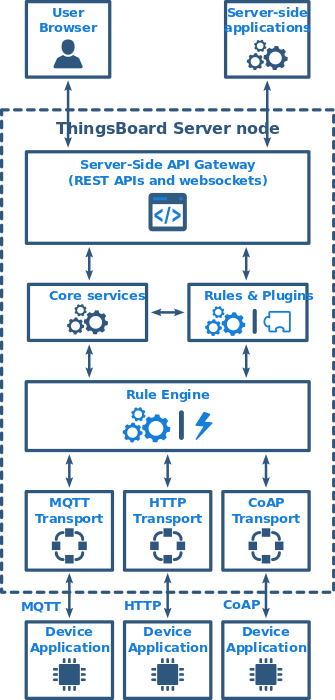 User
Browser
Server-side
applications
ThingsBoard Server node
Server-Side API Gateway
(REST APIs and websockets)
Core services
Rules & Plugins
Rule Engine
MQTT
Transport
HTTP
Transport
CoAP
Transport
MQTT
HTTP
CoAP
Device
Application
Device
Application
Device
Application